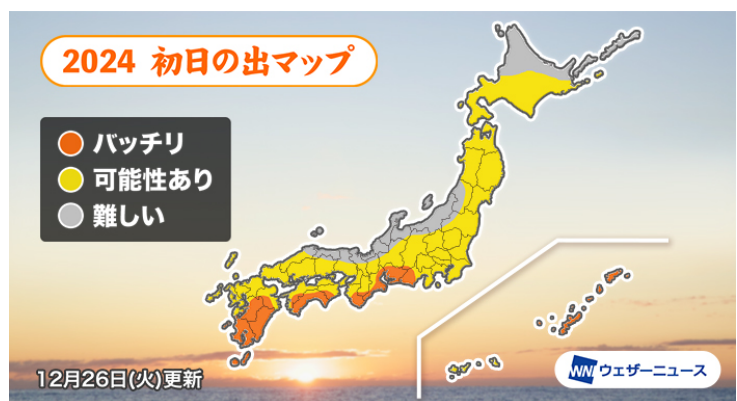 2024 初日の出マップ
バッチリ
可能性あり
難しい
12月26日(火)更新
WN ウェザーニュース